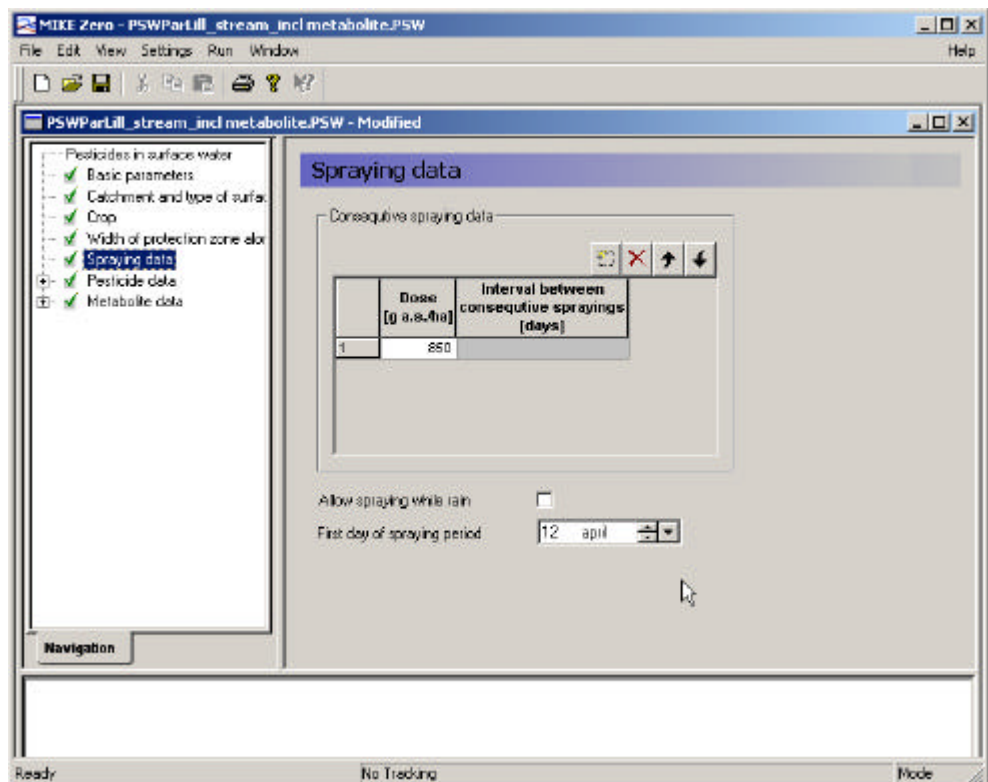 MIKE Zero - PSWParLill_stream_incl metabolite.PSW
File Edit View Settings Run Window Help
PSWParLill_stream_incl metabolite.PSW - Modified
Pesticides in surface water
Basic parameters
Catchment and type of surfac
Crop
Width of protection zone alor
Spraying data
Pesticide data
Metabolite data
Navigation
Spraying data
Consequtive spraying data
Dose [g a.s./ha]
Interval between consequtive sprayings [days]
1 850
Allow spraying while rain
First day of spraying period 12 april
Ready No Tracking Mode